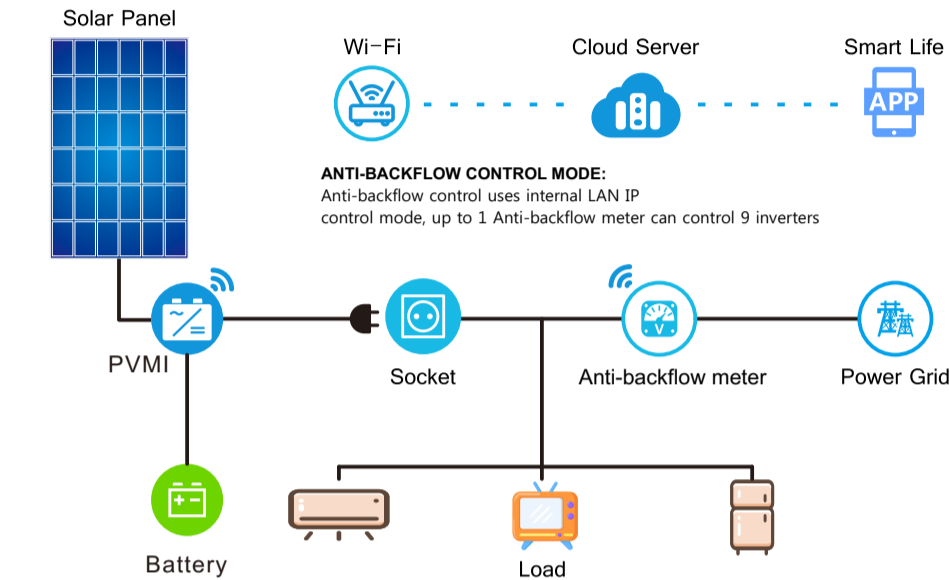 Solar Panel
Wi-Fi
Cloud Server
Smart Life
APP
ANTI-BACKFLOW CONTROL MODE:
Anti-backflow control uses internal LAN IP
control mode, up to 1 Anti-backflow meter can control 9 inverters
V
PVMI
Socket
Anti-backflow meter
Power Grid
Battery
Load